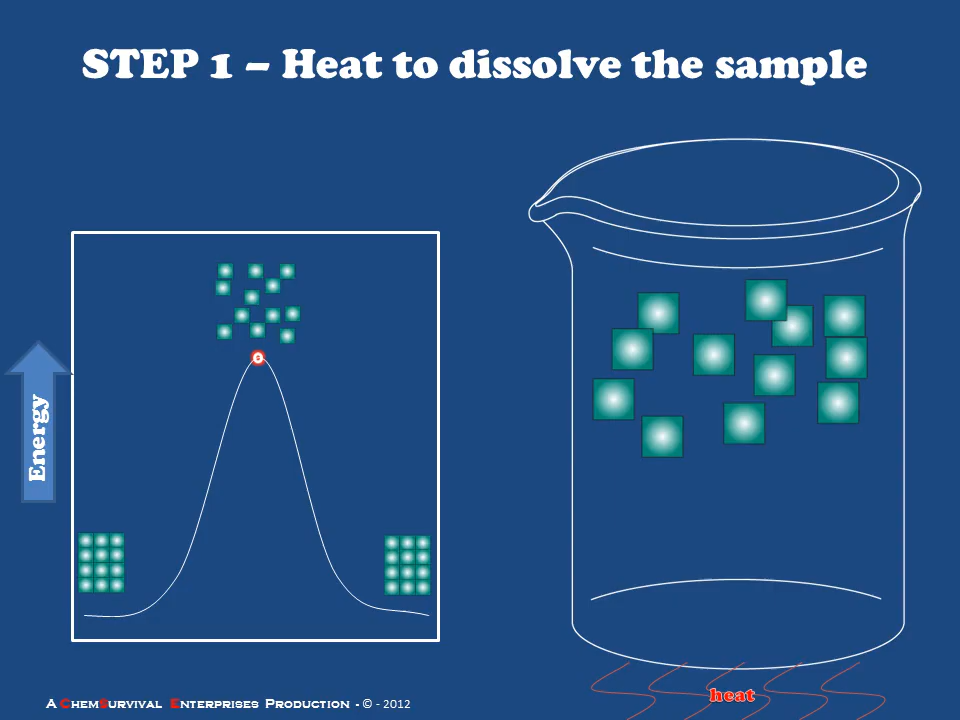 STEP 1 – Heat to dissolve the sample
Energy
heat
A ChemSurvival Enterprises Production - © - 2012